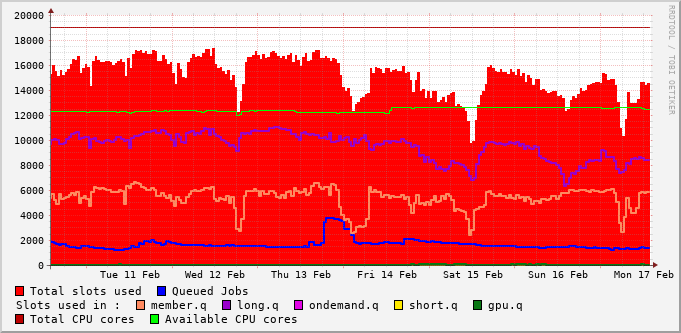 RRDTOOL / TOBI OETIKER
20000
18000
16000
14000
12000
10000
8000
6000
4000
2000
0
Tue 11 Feb Wed 12 Feb Thu 13 Feb Fri 14 Feb Sat 15 Feb Sun 16 Feb Mon 17 Feb
Total slots used Queued Jobs
Slots used in : member.q long.q ondemand.q short.q gpu.q
Total CPU cores Available CPU cores